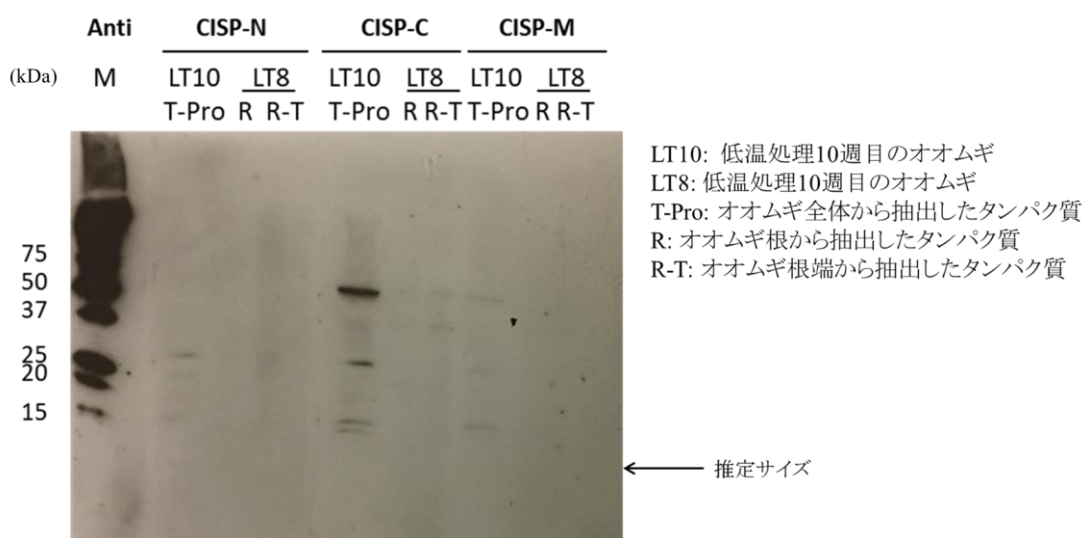 Anti CISP-N CISP-C CISP-M
(kDa) M LT10 LT8 LT10 LT8 LT10 LT8
T-Pro R R-T T-Pro R R-T T-Pro R R-T
75
50
37
25
20
15
LT10: 低温処理10週目のオオムギ
LT8: 低温処理10週目のオオムギ
T-Pro: オオムギ全体から抽出したタンパク質
R: オオムギ根から抽出したタンパク質
R-T: オオムギ根端から抽出したタンパク質
推定サイズ